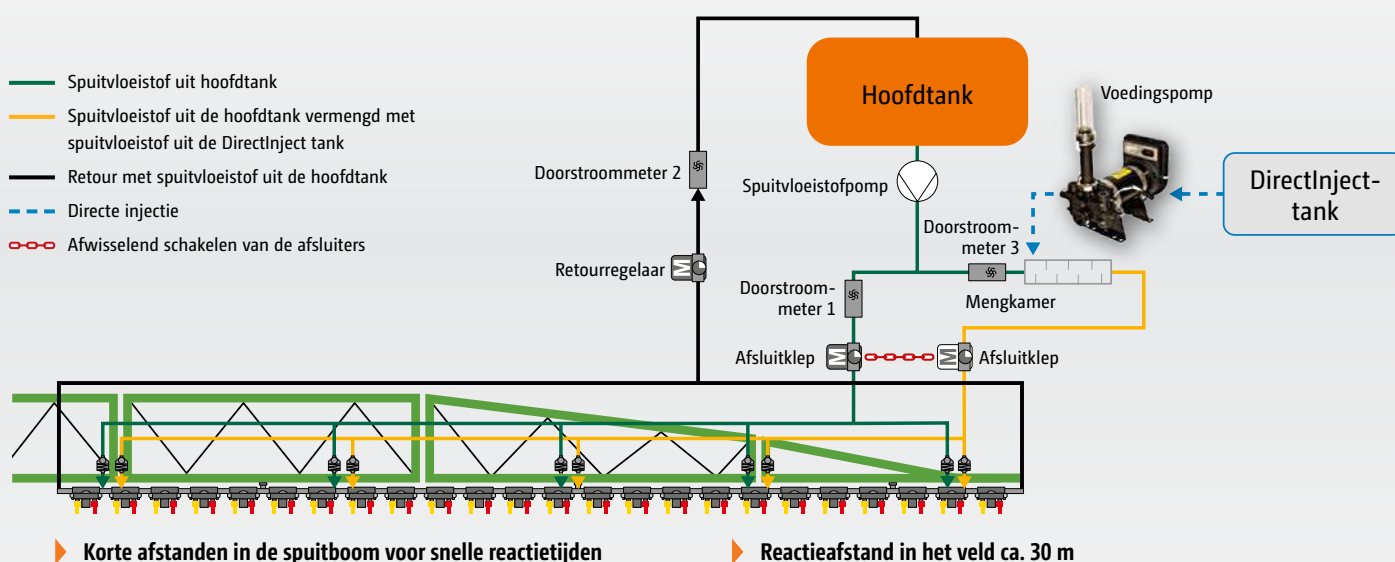 Spuitvloeistof uit hoofdtank
Spuitvloeistof uit de hoofdtank vermengd met
spuitvloeistof uit de DirectInject tank
Retour met spuitvloeistof uit de hoofdtank
Directe injectie
Afwisselend schakelen van de afsluiters
Hoofdtank
Voedingspomp
Doorstroommeter 2
Spuitvloeistofpomp
DirectInject-
tank
Doorstroom-
meter 3
Retourregelaar
Doorstroom-
meter 1
Mengkamer
Afsluitklep
M
M
M
Afsluitklep
Korte afstanden in de spuitboom voor snelle reactietijden
Reactieafstand in het veld ca. 30 m